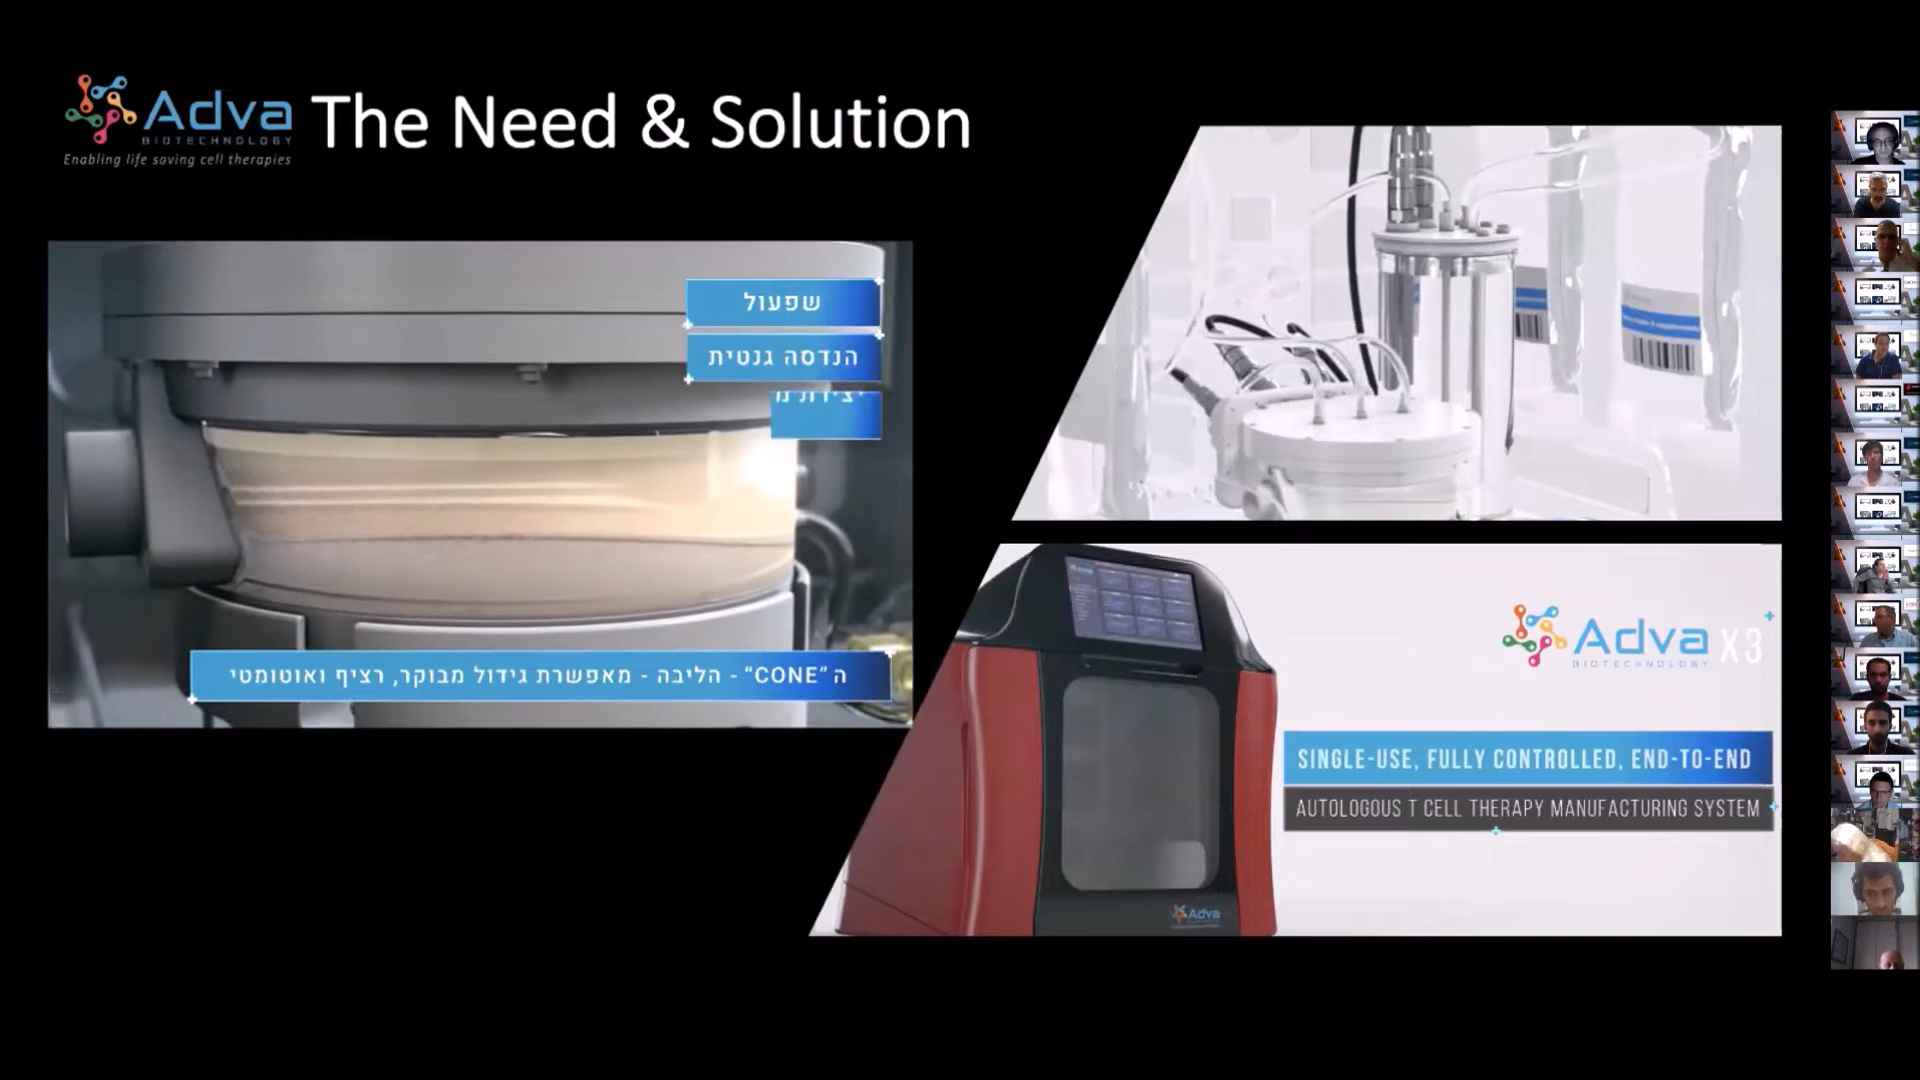 Adva
BIOTECHNOLOGY
Enabling life saving cell therapies
The Need & Solution
שפעול
הנדסה גנטית
יצירת מ
ה “CONE” - הליבה - מאפשרת גידול מבוקר, רציף ואוטומטי
Adva X3
BIOTECHNOLOGY
SINGLE-USE, FULLY CONTROLLED, END-TO-END
AUTOLOGOUS T CELL THERAPY MANUFACTURING SYSTEM
Adva